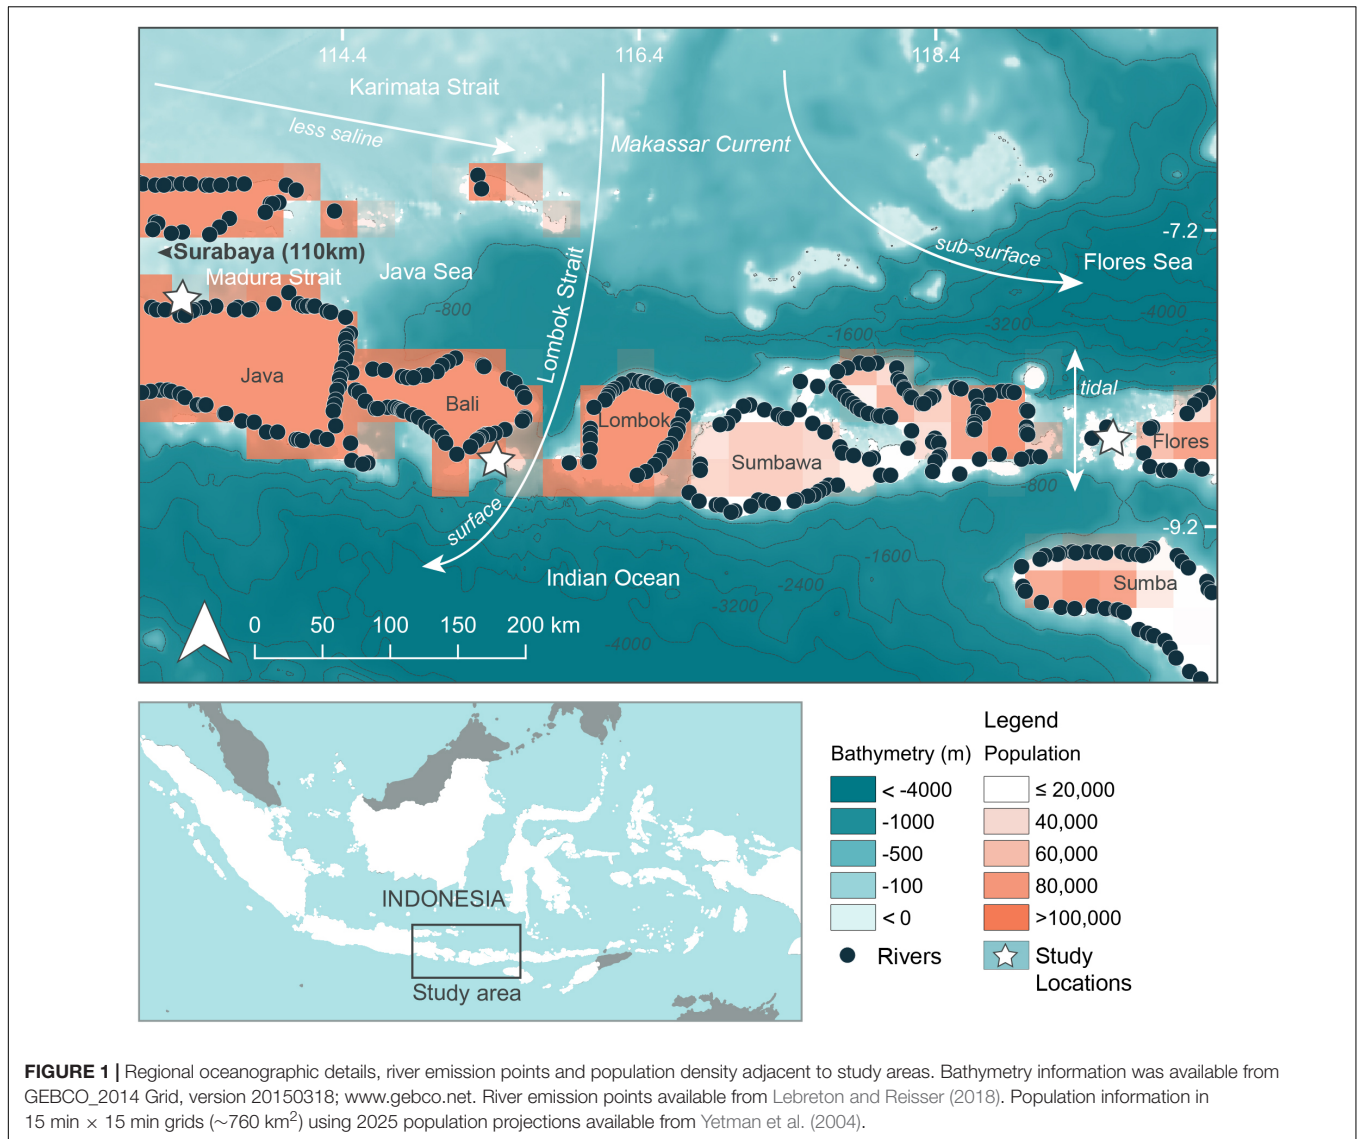 114.4
116.4
118.4
Karimata Strait
less saline
Makassar Current
-7.2
◄Surabaya (110km)
sub-surface
Madura Strait
Java Sea
Flores Sea
Lombok Strait
-800
-1600
-3200
-4000
Java
tidal
Bali
Lombok
Flores
Sumbawa
-800
surface
-9.2
-1600
Indian Ocean
-2400
Sumba
-3200
0 50 100 150 200 km
-4000
INDONESIA
Study area
Legend
Bathymetry (m)
< -4000
-1000
-500
-100
< 0
Rivers
Population
≤ 20,000
40,000
60,000
80,000
>100,000
Study
Locations
FIGURE 1 | Regional oceanographic details, river emission points and population density adjacent to study areas. Bathymetry information was available from
GEBCO_2014 Grid, version 20150318; www.gebco.net. River emission points available from Lebreton and Reisser (2018). Population information in
15 min × 15 min grids (~760 km²) using 2025 population projections available from Yetman et al. (2004).